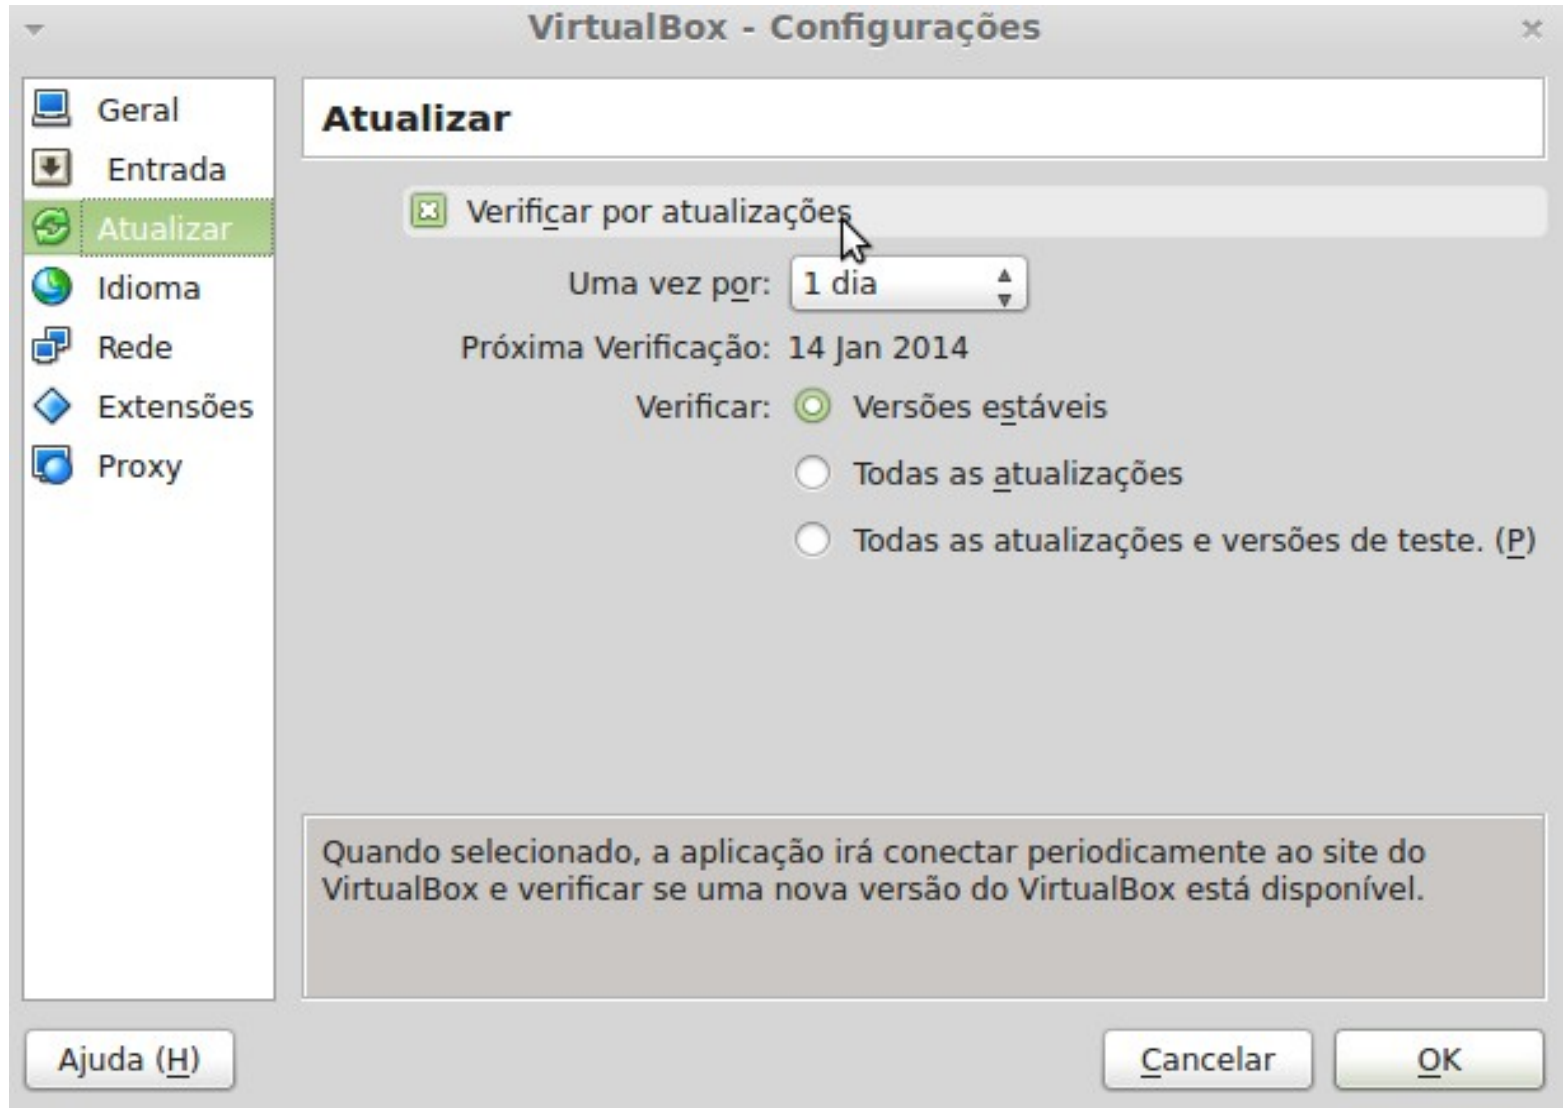 VirtualBox - Configurações
Geral
Entrada
Atualizar
Idioma
Rede
Extensões
Proxy
Atualizar
Verificar por atualizações
Uma vez por: 1 dia
Próxima Verificação: 14 Jan 2014
Verificar: Versões estáveis
Todas as atualizações
Todas as atualizações e versões de teste. (P)
Quando selecionado, a aplicação irá conectar periodicamente ao site do
VirtualBox e verificar se uma nova versão do VirtualBox está disponível.
Ajuda (H)
Cancelar
OK